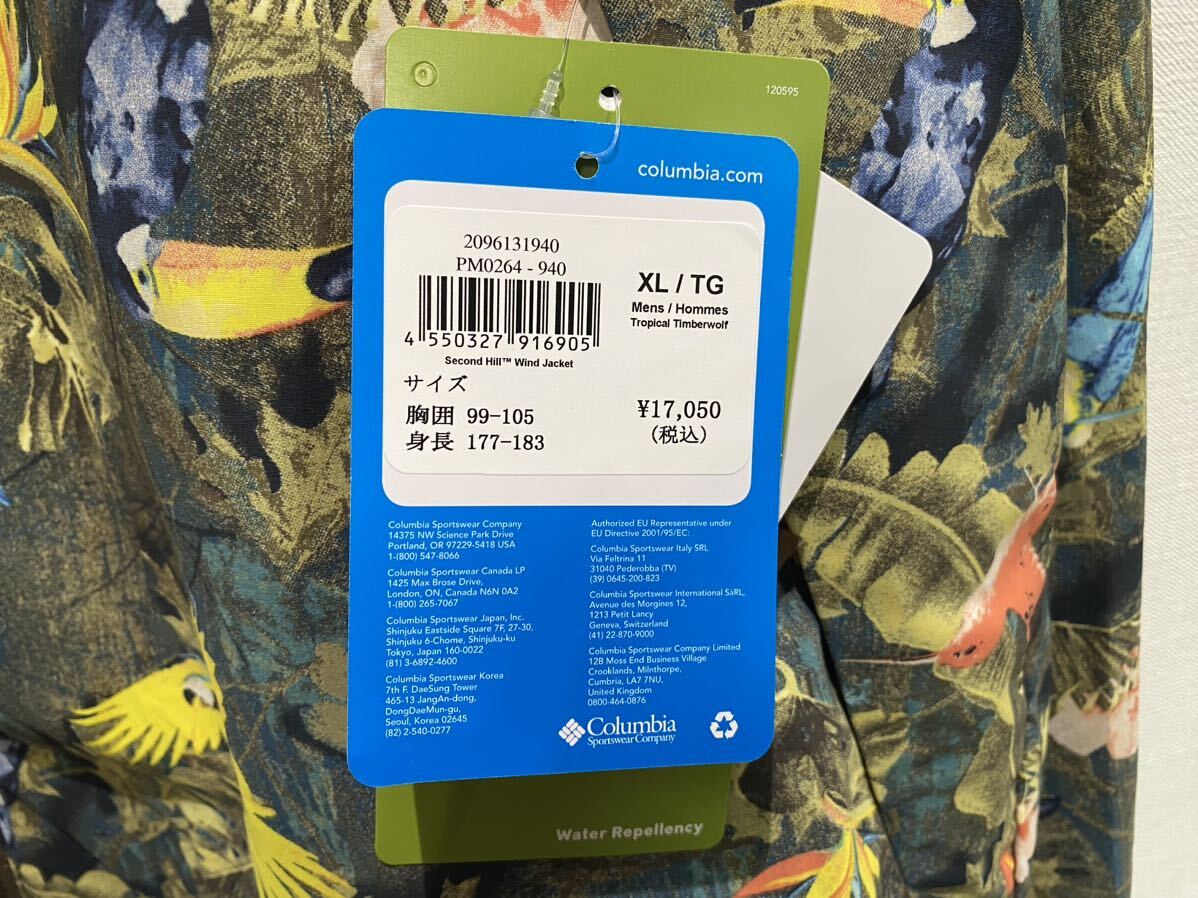 120595
columbia.com
2096131940
PM0264 - 940
4 550327 916905
Second Hill™ Wind Jacket
XL / TG
Mens / Hommes
Tropical Timberwolf
サイズ
胸囲 99-105
身長 177-183
¥17,050
(税込)
Columbia Sportswear Company
14375 NW Science Park Drive
Portland, OR 97229-5418 USA
1-(800) 547-8066
Columbia Sportswear Canada LP
1425 Max Brose Drive,
London, ON, Canada N6N 0A2
1-(800) 265-7067
Columbia Sportswear Japan, Inc.
Shinjuku Eastside Square 7F, 27-30,
Shinjuku 6-Chome, Shinjuku-ku
Tokyo, Japan 160-0022
(81) 3-6892-4600
Columbia Sportswear Korea
7th F. DaeSung Tower
465-13 JangAn-dong,
DongDaeMun-gu,
Seoul, Korea 02645
(82) 2-540-0277
Authorized EU Representative under
EU Directive 2001/95/EC:
Columbia Sportswear Italy SRL
Via Feltrina 11
31040 Pederobba (TV)
(39) 0645-200-823
Columbia Sportswear International SàRL,
Avenue des Morgines 12,
1213 Petit Lancy
Geneva, Switzerland
(41) 22-870-9000
Columbia Sportswear Company Limited
12B Moss End Business Village
Crooklands, Milnthorpe,
Cumbria, LA7 7NU,
United Kingdom
0800-464-0876
Columbia
Sportswear Company
Water Repellency